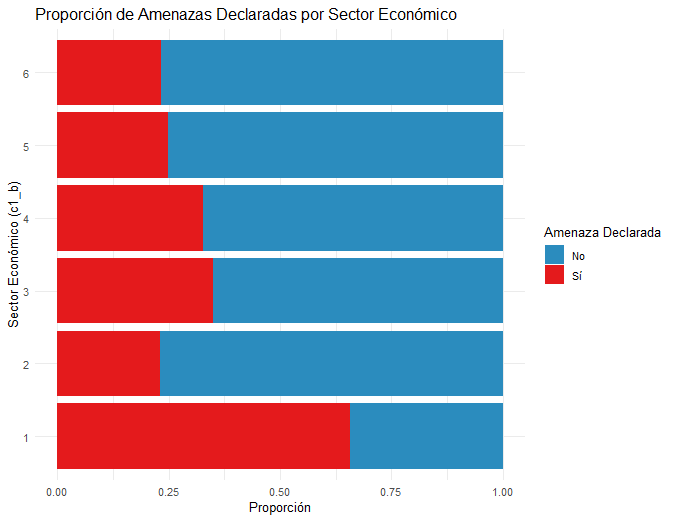 Proporción de Amenazas Declaradas por Sector Económico
Sector Económico (c1_b)
6
5
4
3
2
1
0.00 0.25 0.50 0.75 1.00
Proporción
Amenaza Declarada
No
Sí